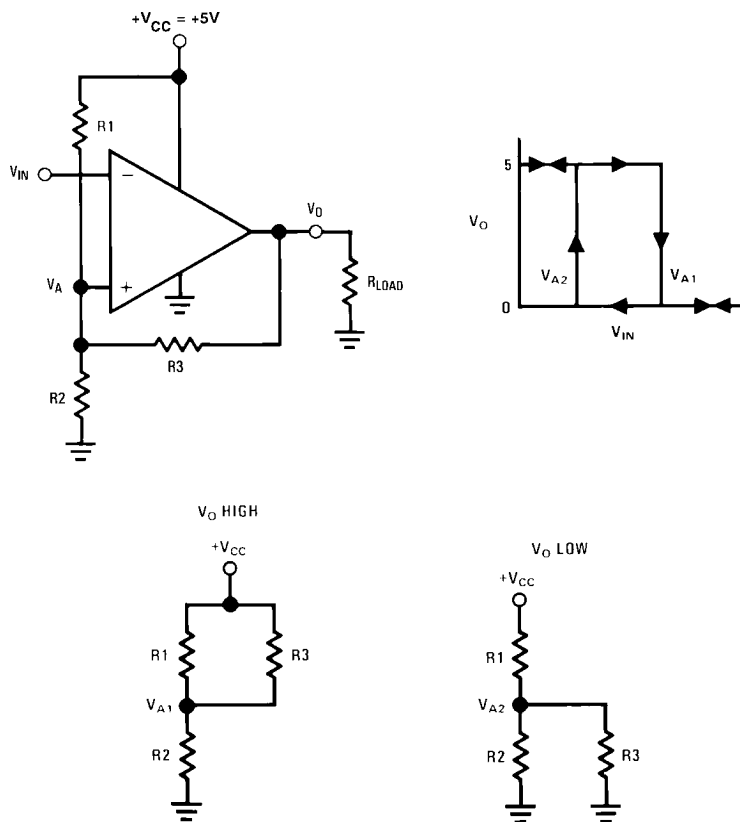 +VCC = +5V
R1
VIN
−
VO
VA
+
RLOAD
R3
R2
5
VO
VA2
VA1
0
VIN
VO HIGH
+VCC
R1
R3
VA1
R2
VO LOW
+VCC
R1
VA2
R2
R3